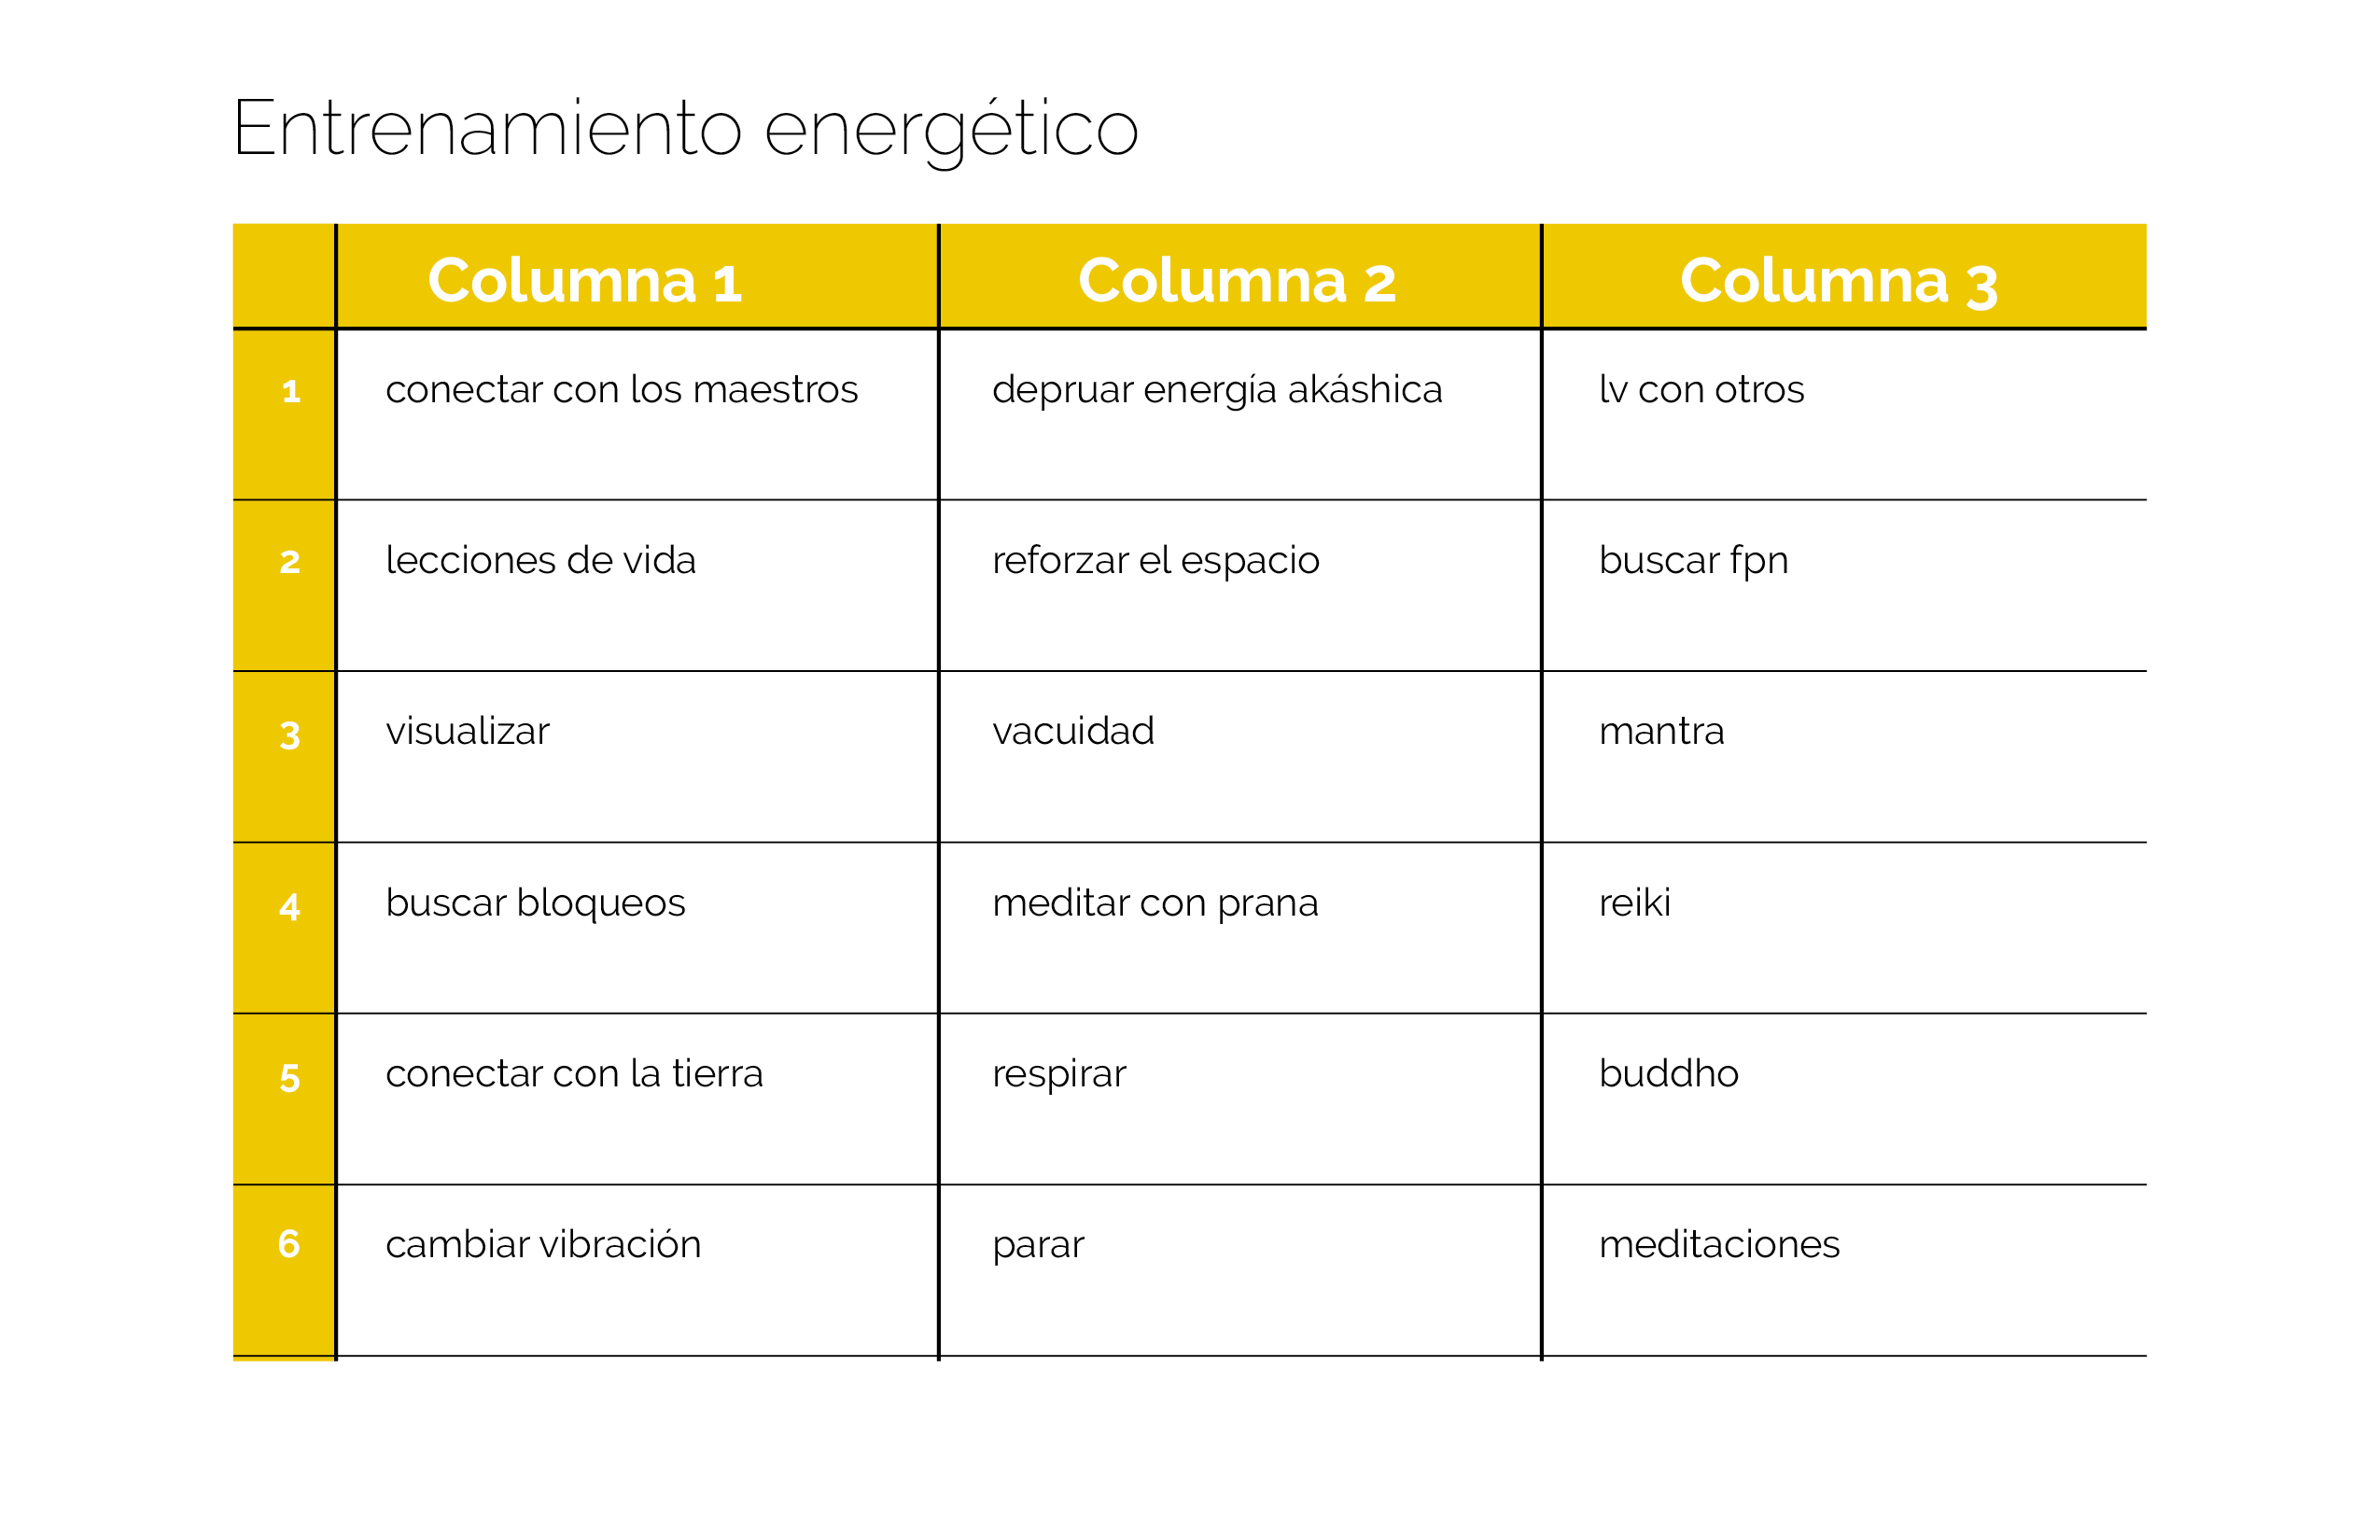 Entrenamiento energético
Columna 1 Columna 2 Columna 3
1 conectar con los maestros depruar energía akáshica lv con otros
2 lecciones de vida reforzar el espacio buscar fpn
3 visualizar vacuidad mantra
4 buscar bloqueos meditar con prana reiki
5 conectar con la tierra respirar buddho
6 cambiar vibración parar meditaciones